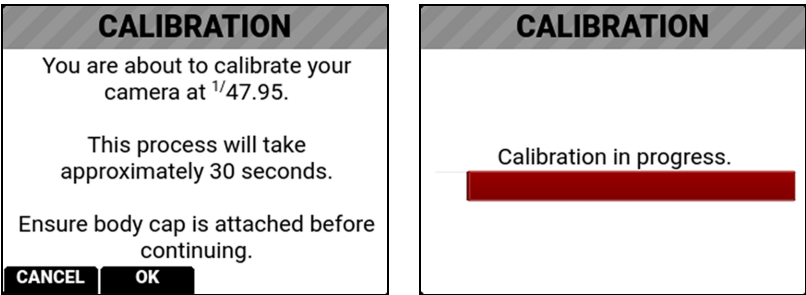 CALIBRATION
You are about to calibrate your
camera at 1/47.95.
This process will take
approximately 30 seconds.
Ensure body cap is attached before
continuing.
CANCEL OK
CALIBRATION
Calibration in progress.